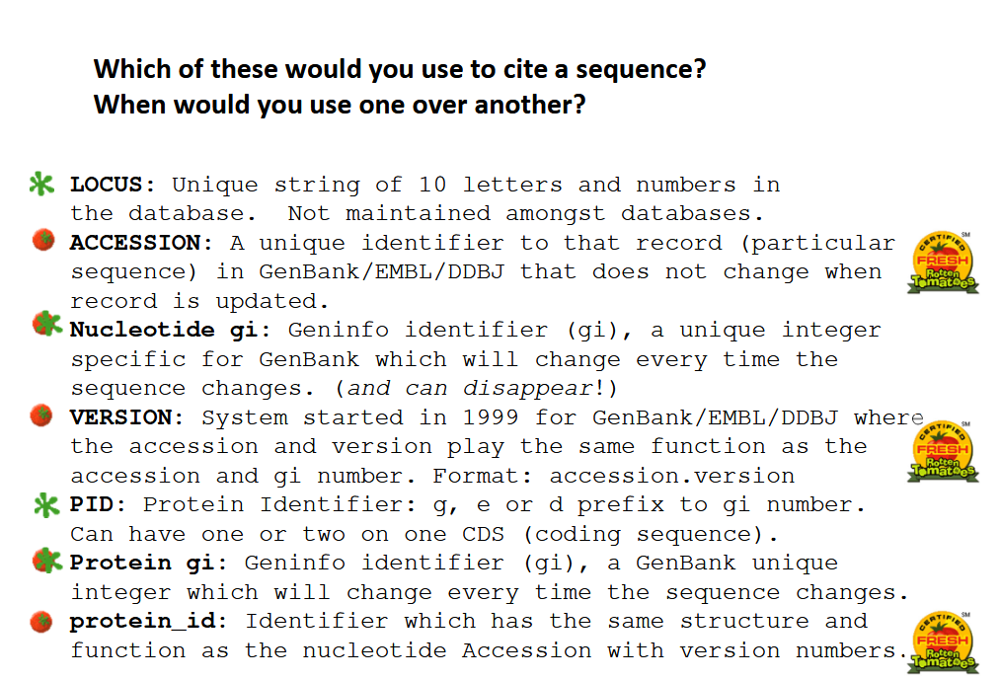 Which of these would you use to cite a sequence?
When would you use one over another?
LOCUS: Unique string of 10 letters and numbers in
the database.  Not maintained amongst databases.
ACCESSION: A unique identifier to that record (particular
sequence) in GenBank/EMBL/DDBJ that does not change when
record is updated.
CERTIFIED SM
FRESH
Rotten
Tomatoes
Nucleotide gi: Geninfo identifier (gi), a unique integer
specific for GenBank which will change every time the
sequence changes. (and can disappear!)
VERSION: System started in 1999 for GenBank/EMBL/DDBJ where
the accession and version play the same function as the
accession and gi number. Format: accession.version
CERTIFIED SM
FRESH
Rotten
Tomatoes
PID: Protein Identifier: g, e or d prefix to gi number.
Can have one or two on one CDS (coding sequence).
Protein gi: Geninfo identifier (gi), a GenBank unique
integer which will change every time the sequence changes.
protein_id: Identifier which has the same structure and
function as the nucleotide Accession with version numbers.
CERTIFIED SM
FRESH
Rotten
Tomatoes